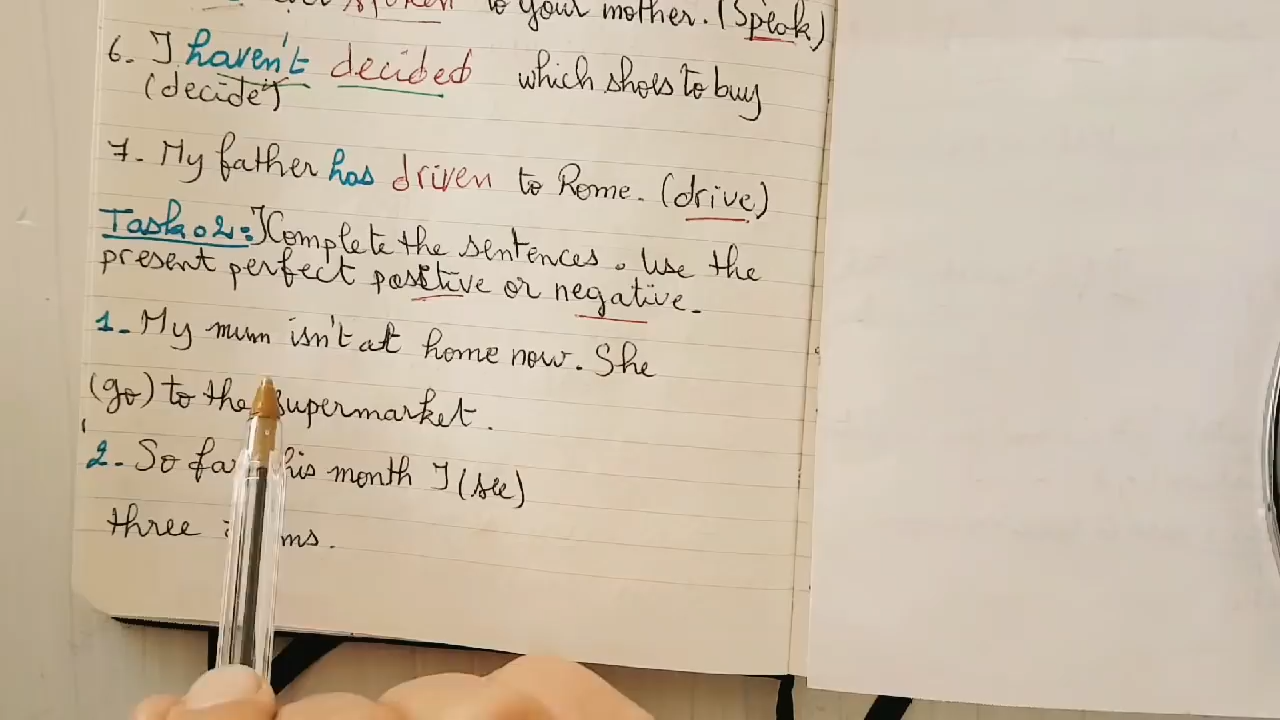 spoken to your mother. (Speak)
6. I haven't decided which shoes to buy
(decide)
7. My father has driven to Rome. (drive)
Task 02: Complete the sentences. Use the
present perfect positive or negative.
1. My mum isn't at home now. She
(go) to the supermarket.
2. So month I (see)
three